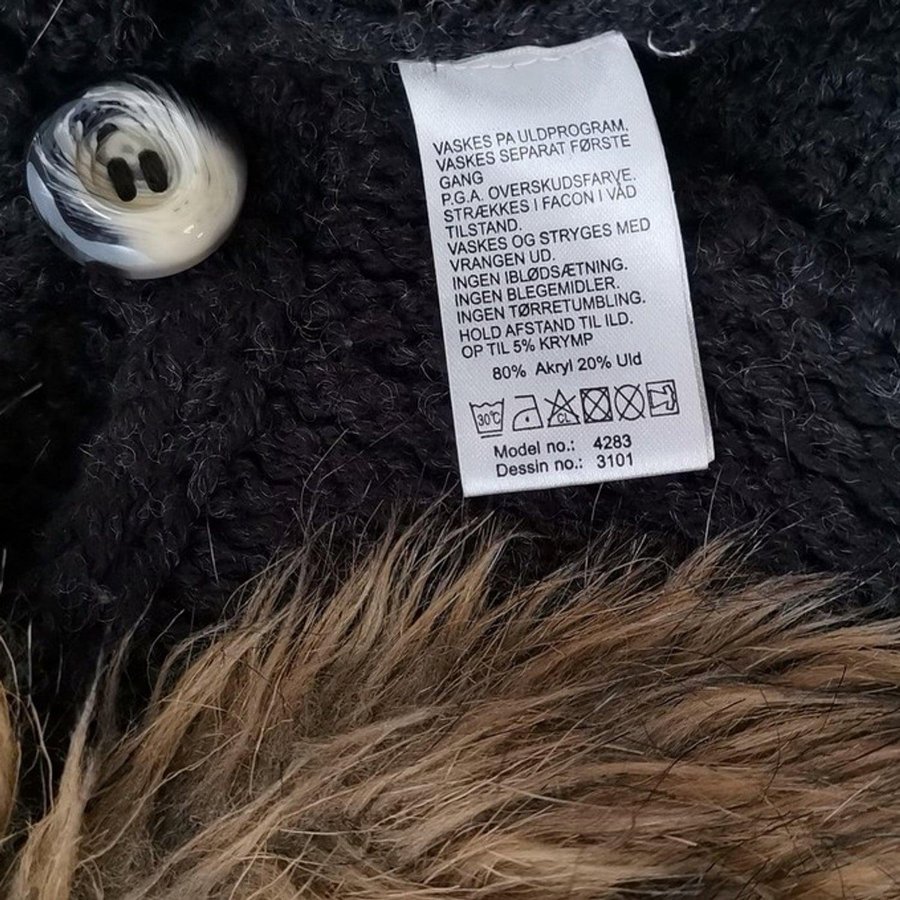 VASKES PA ULDPROGRAM.
VASKES SEPARAT FØRSTE
GANG
P.G.A. OVERSKUDSFARVE.
STRÆKKES I FACON I VÅD
TILSTAND.
VASKES OG STRYGES MED
VRANGEN UD.
INGEN IBLØDSÆTNING.
INGEN BLEGEMIDLER.
INGEN TØRRETUMBLING.
HOLD AFSTAND TIL ILD.
OP TIL 5% KRYMP
80% Akryl 20% Uld
30°C CL
Model no.: 4283
Dessin no.: 3101